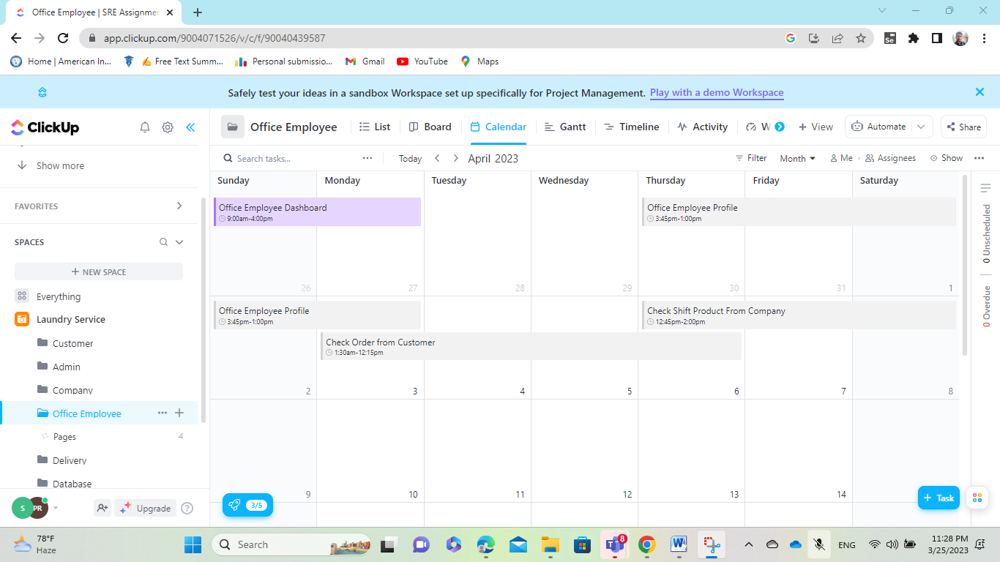 Office Employee | SRE Assignmen
app.clickup.com/9004071526/v/c/f/90040439587
Home | American In...
Free Text Summ...
Personal submissio...
Gmail
YouTube
Maps
Safely test your ideas in a sandbox Workspace set up specifically for Project Management. Play with a demo Workspace
ClickUp
Office Employee
List
Board
Calendar
Gantt
Timeline
Activity
W
+ View
Automate
Share
Show more
FAVORITES
SPACES
+ NEW SPACE
Everything
Laundry Service
Customer
Admin
Company
Office Employee
Pages 4
Delivery
Database
S PR
Upgrade
Search tasks...
Today
April 2023
Filter
Month
Me
Assignees
Show
Sunday Monday Tuesday Wednesday Thursday Friday Saturday
Office Employee Dashboard
9:00am-4:00pm
Office Employee Profile
3:45pm-1:00pm
26 27 28 29 30 31 1
Office Employee Profile
3:45pm-1:00pm
Check Shift Product From Company
12:45pm-2:00pm
Check Order from Customer
1:30am-12:15pm
2 3 4 5 6 7 8
9 10 11 12 13 14
0 Unscheduled
0 Overdue
3/5
+ Task
78°F
Haze
Search
Se
8
ENG
11:28 PM
3/25/2023